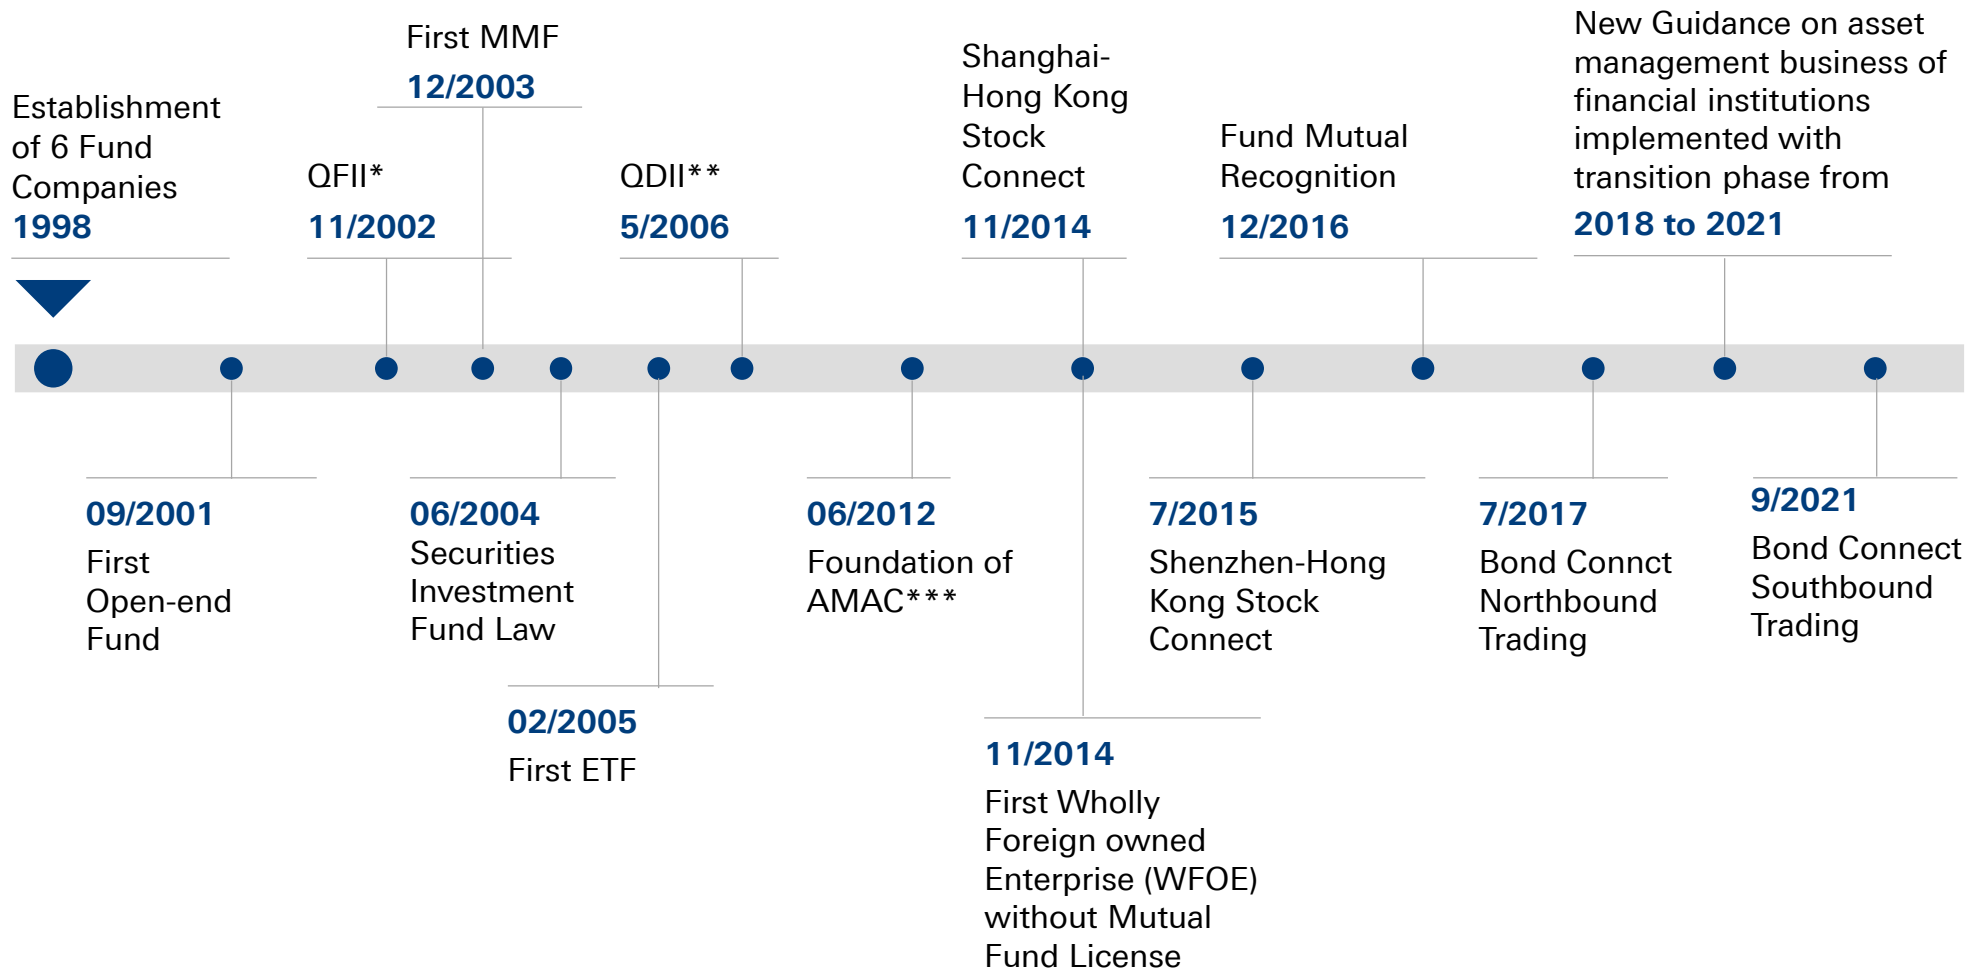 Establishment
of 6 Fund
Companies
1998
09/2001
First
Open-end
Fund
QFII*
11/2002
First MMF
12/2003
06/2004
Securities
Investment
Fund Law
02/2005
First ETF
QDII**
5/2006
06/2012
Foundation of
AMAC***
Shanghai-
Hong Kong
Stock
Connect
11/2014
11/2014
First Wholly
Foreign owned
Enterprise (WFOE)
without Mutual
Fund License
7/2015
Shenzhen-Hong
Kong Stock
Connect
Fund Mutual
Recognition
12/2016
7/2017
Bond Connct
Northbound
Trading
New Guidance on asset
management business of
financial institutions
implemented with
transition phase from
2018 to 2021
9/2021
Bond Connect
Southbound
Trading